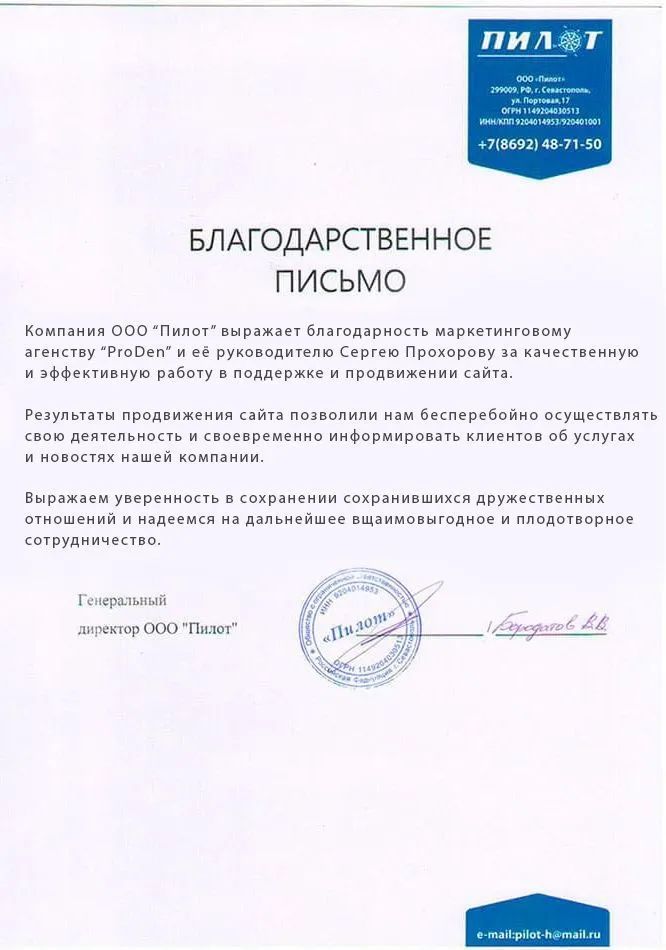 ПИЛОТ
ООО «Пилот»
299009, РФ, г. Севастополь,
ул. Портовая,17
ОГРН 1149204030513
ИНН/КПП 9204014953/920401001
+7(8692) 48-71-50
БЛАГОДАРСТВЕННОЕ
ПИСЬМО
Компания ООО “Пилот” выражает благодарность маркетинговому
агенству “ProDen” и её руководителю Сергею Прохорову за качественную
и эффективную работу в поддержке и продвижении сайта.
Результаты продвижения сайта позволили нам бесперебойно осуществлять
свою деятельность и своевременно информировать клиентов об услугах
и новостях нашей компании.
Выражаем уверенность в сохранении сохранившихся дружественных
отношений и надеемся на дальнейшее вщаимовыгодное и плодотворное
сотрудничество.
Генеральный
директор ООО "Пилот"
Общество с ограниченной ответственностью
ИНН 9204014953
«Пилот»
ОГРН 1149204030513
Российская Федерация г. Севастополь
/Бородатов В.В.
e-mail:pilot-h@mail.ru